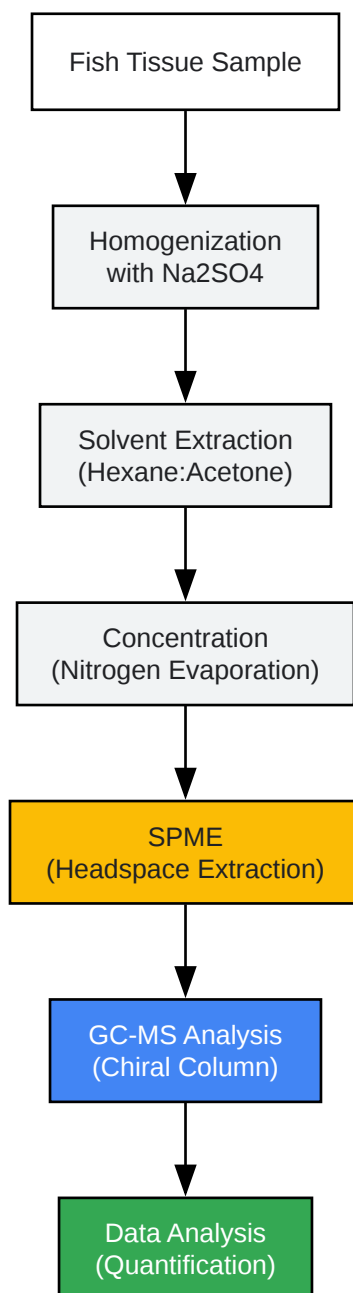 Fish Tissue Sample
Homogenization
with Na2SO4
Solvent Extraction
(Hexane:Acetone)
Concentration
(Nitrogen Evaporation)
SPME
(Headspace Extraction)
GC-MS Analysis
(Chiral Column)
Data Analysis
(Quantification)